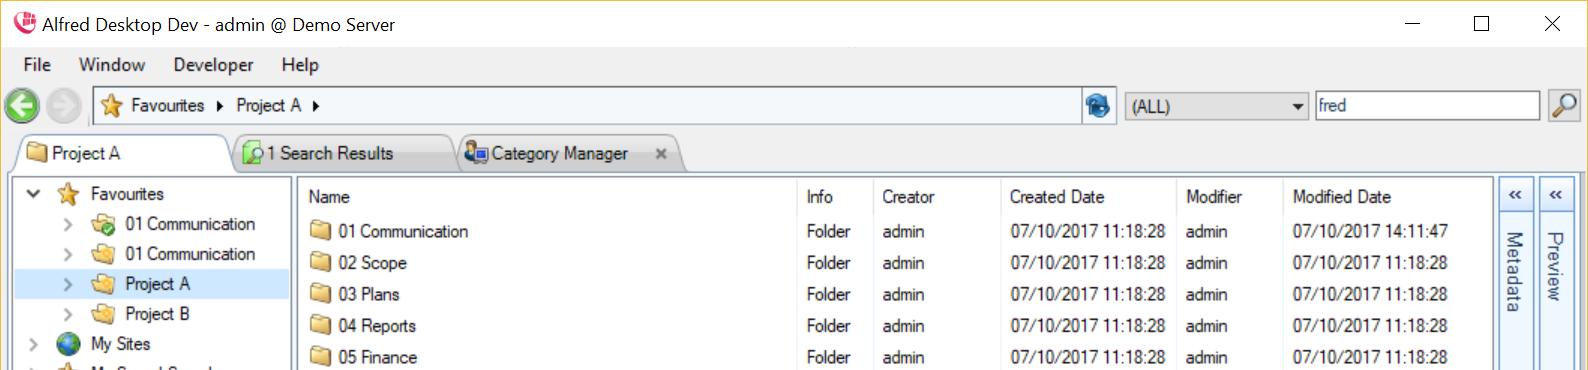 Alfred Desktop Dev - admin @ Demo Server
File Window Developer Help
Favourites Project A (ALL) fred
Project A 1 Search Results Category Manager
Favourites
01 Communication
01 Communication
Project A
Project B
My Sites
Name Info Creator Created Date Modifier Modified Date
01 Communication Folder admin 07/10/2017 11:18:28 admin 07/10/2017 14:11:47
02 Scope Folder admin 07/10/2017 11:18:28 admin 07/10/2017 11:18:28
03 Plans Folder admin 07/10/2017 11:18:28 admin 07/10/2017 11:18:28
04 Reports Folder admin 07/10/2017 11:18:28 admin 07/10/2017 11:18:28
05 Finance Folder admin 07/10/2017 11:18:28 admin 07/10/2017 11:18:28
Metadata
Preview